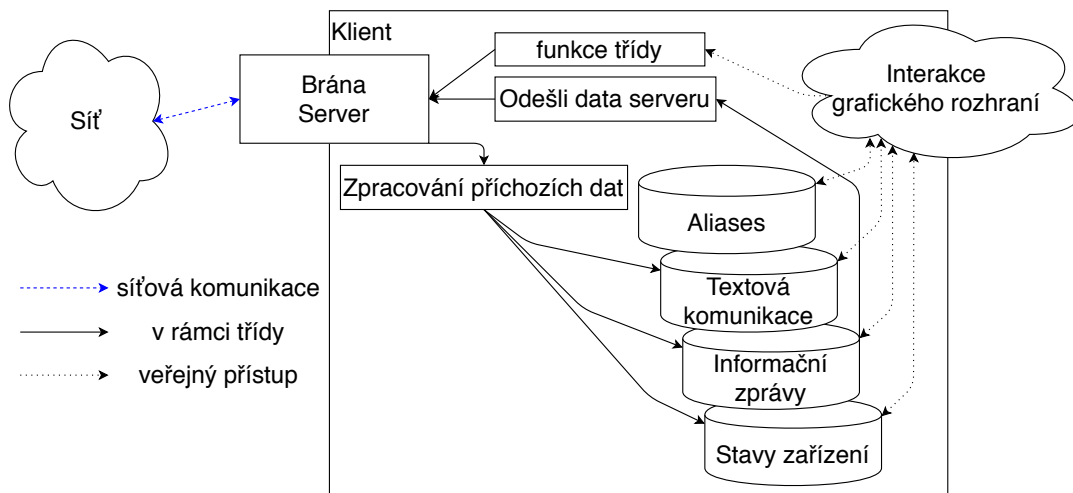 Klient
funkce třídy
Odešli data serveru
Interakce
grafického rozhraní
Brána
Server
Síť
Zpracování příchozích dat
Aliases
Textová
komunikace
Informační
zprávy
Stavy zařízení
síťová komunikace
v rámci třídy
veřejný přístup